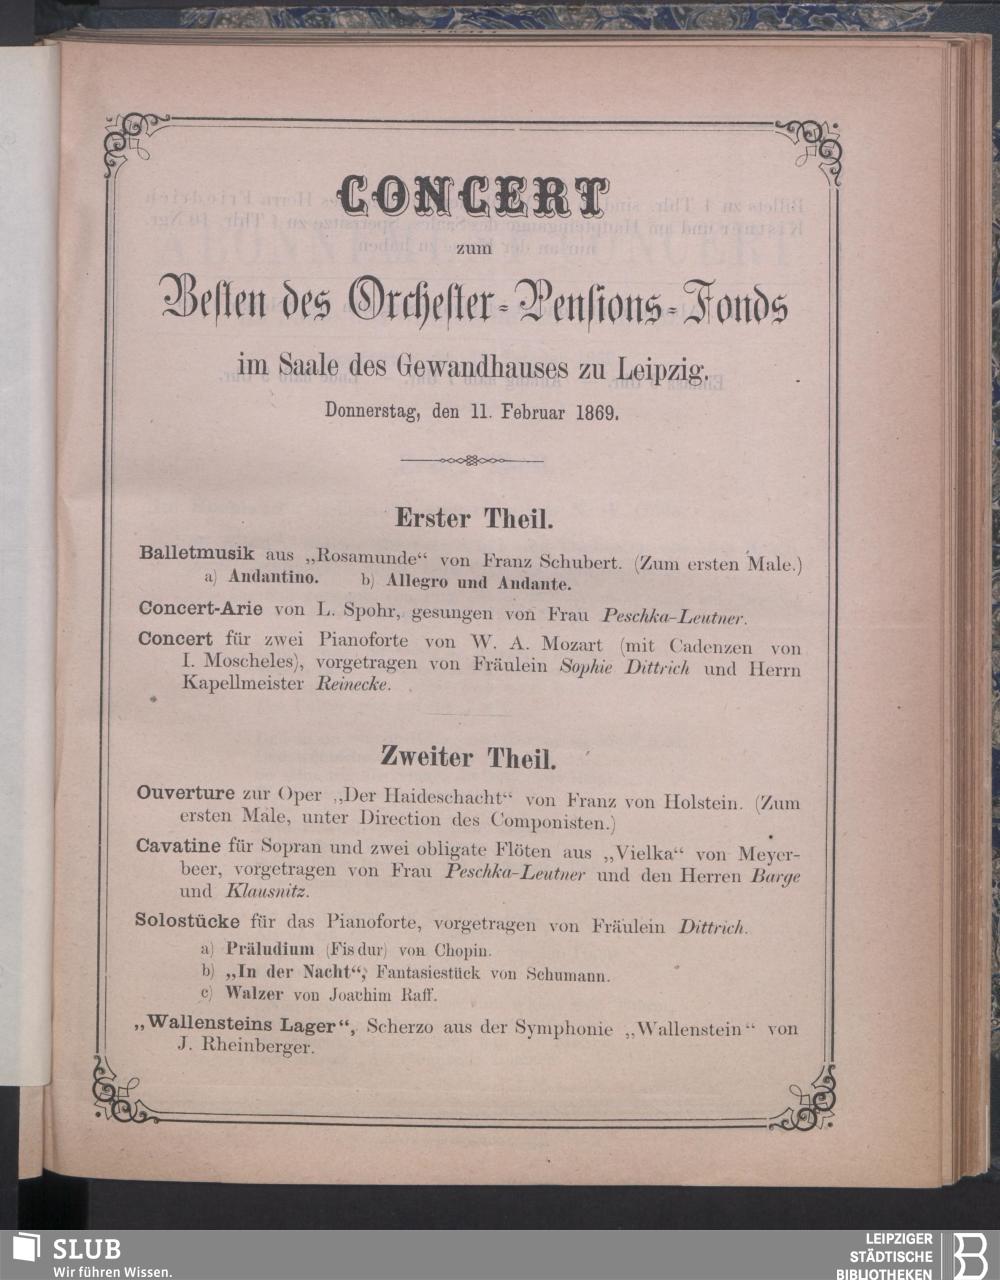 CONCERT
zum
Besten des Orchester-Pensions-Fonds
im Saale des Gewandhauses zu Leipzig.
Donnerstag, den 11. Februar 1869.
Erster Theil.
Balletmusik aus „Rosamunde“ von Franz Schubert. (Zum ersten Male.)
a) Andantino. b) Allegro und Andante.
Concert-Arie von L. Spohr, gesungen von Frau Peschka-Leutner.
Concert für zwei Pianoforte von W. A. Mozart (mit Cadenzen von
I. Moscheles), vorgetragen von Fräulein Sophie Dittrich und Herrn
Kapellmeister Reinecke.
Zweiter Theil.
Ouverture zur Oper „Der Haideschacht“ von Franz von Holstein. (Zum
ersten Male, unter Direction des Componisten.)
Cavatine für Sopran und zwei obligate Flöten aus „Vielka“ von Meyer-
beer, vorgetragen von Frau Peschka-Leutner und den Herren Barge
und Klausnitz.
Solostücke für das Pianoforte, vorgetragen von Fräulein Dittrich.
a) Präludium (Fis dur) von Chopin.
b) „In der Nacht“, Fantasiestück von Schumann.
c) Walzer von Joachim Raff.
„Wallensteins Lager“, Scherzo aus der Symphonie „Wallenstein“ von
J. Rheinberger.
SLUB
Wir führen Wissen.
LEIPZIGER
STÄDTISCHE
BIBLIOTHEKEN